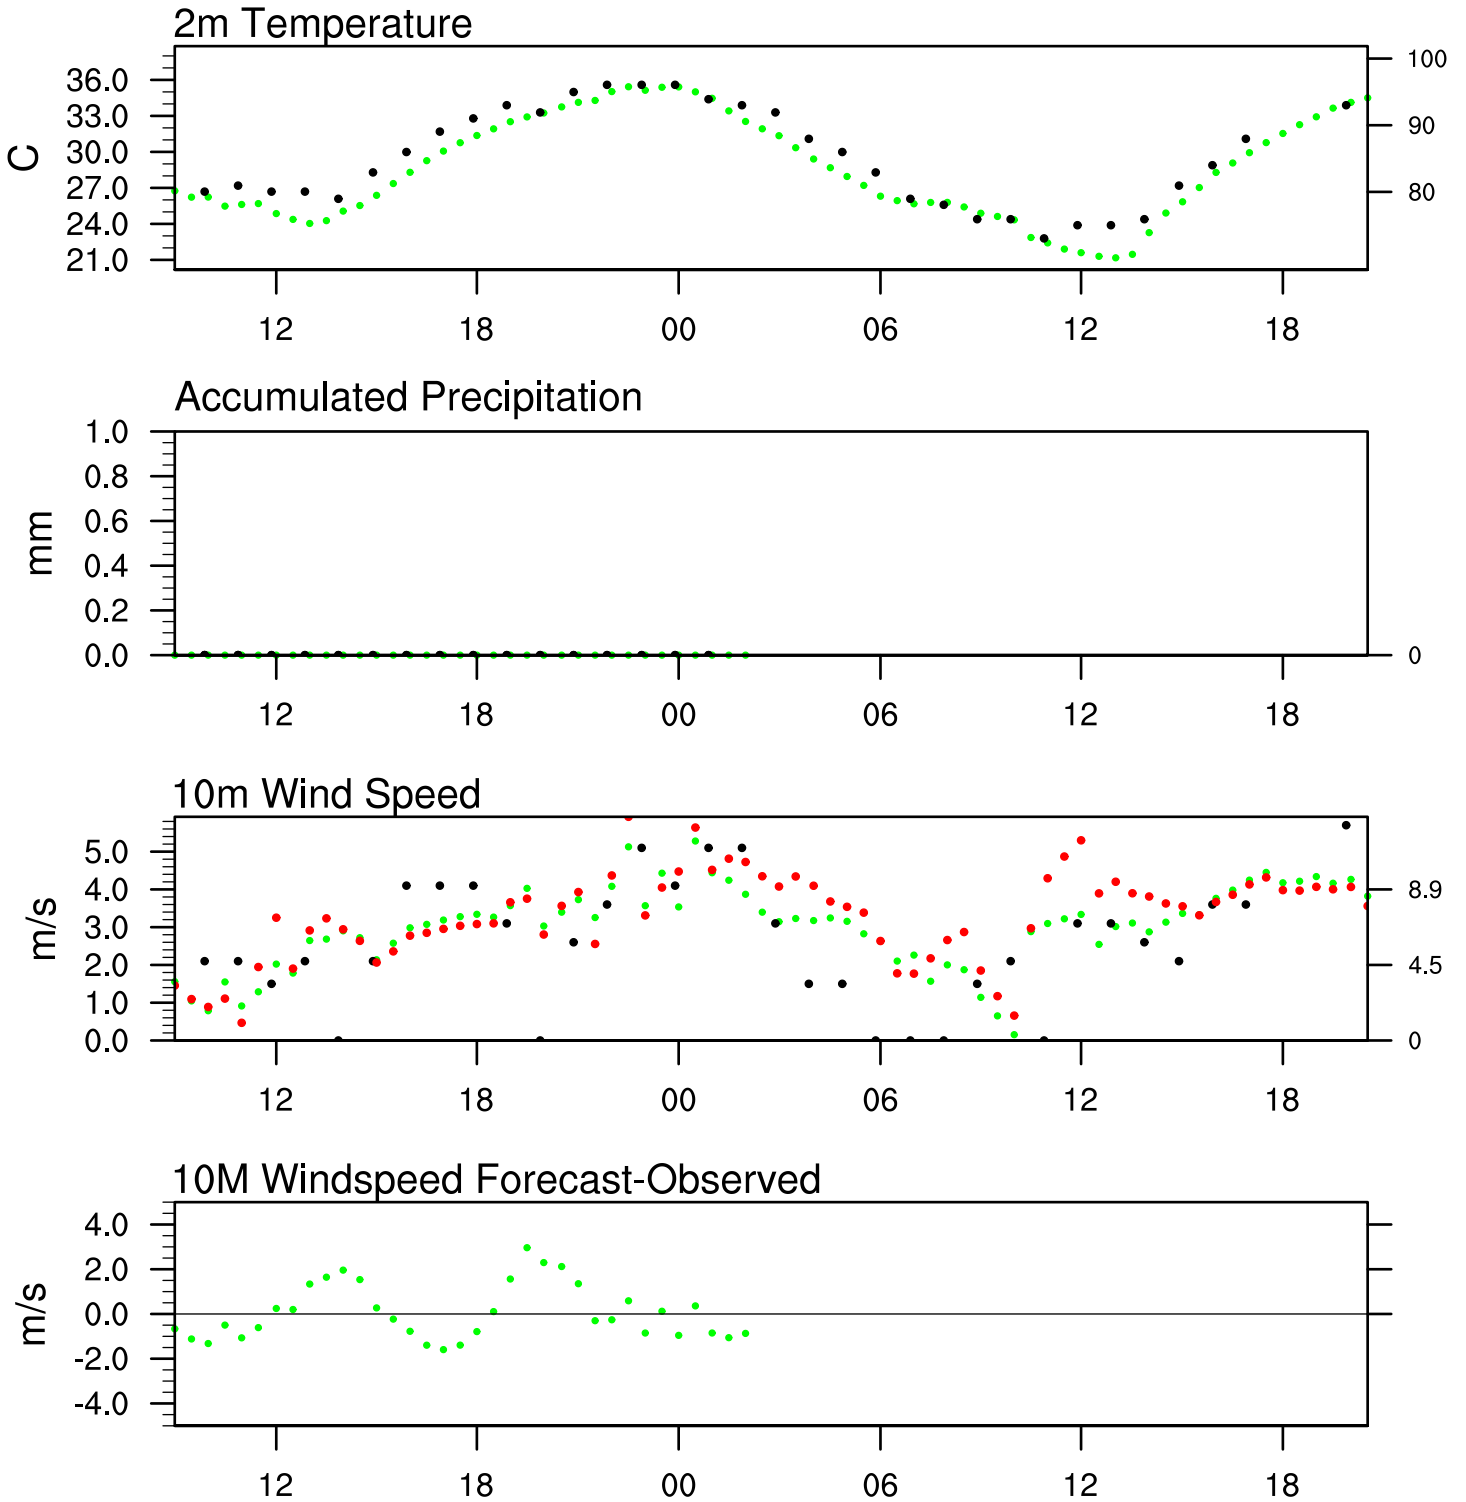 2m Temperature
C
36.0
33.0
30.0
27.0
24.0
21.0
100
90
80
12 18 00 06 12 18
Accumulated Precipitation
mm
1.0
0.8
0.6
0.4
0.2
0.0
0
12 18 00 06 12 18
10m Wind Speed
m/s
5.0
4.0
3.0
2.0
1.0
0.0
8.9
4.5
0
12 18 00 06 12 18
10M Windspeed Forecast-Observed
m/s
4.0
2.0
0.0
-2.0
-4.0
12 18 00 06 12 18